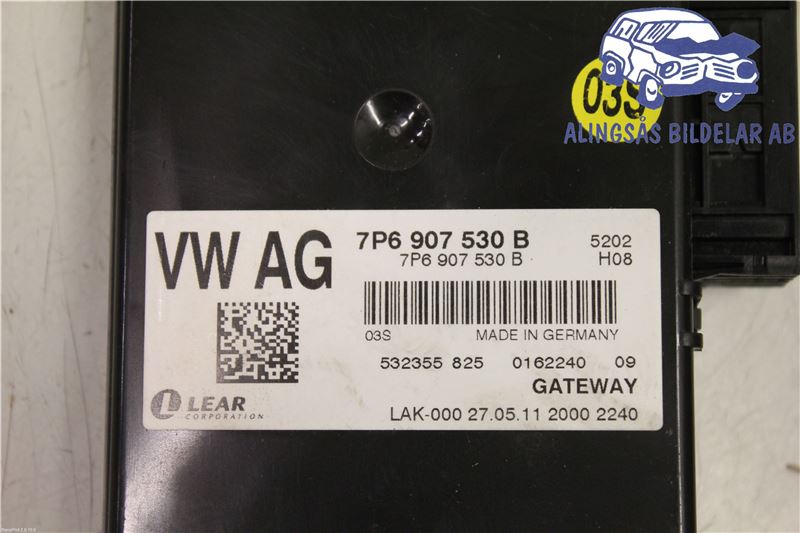 03S
ALINGSÅS BILDELAR AB
VW AG
7P6 907 530 B
5202
7P6 907 530 B
H08
03S
MADE IN GERMANY
532355 825 0162240 09
GATEWAY
LEAR
CORPORATION
LAK-000 27.05.11 2000 2240